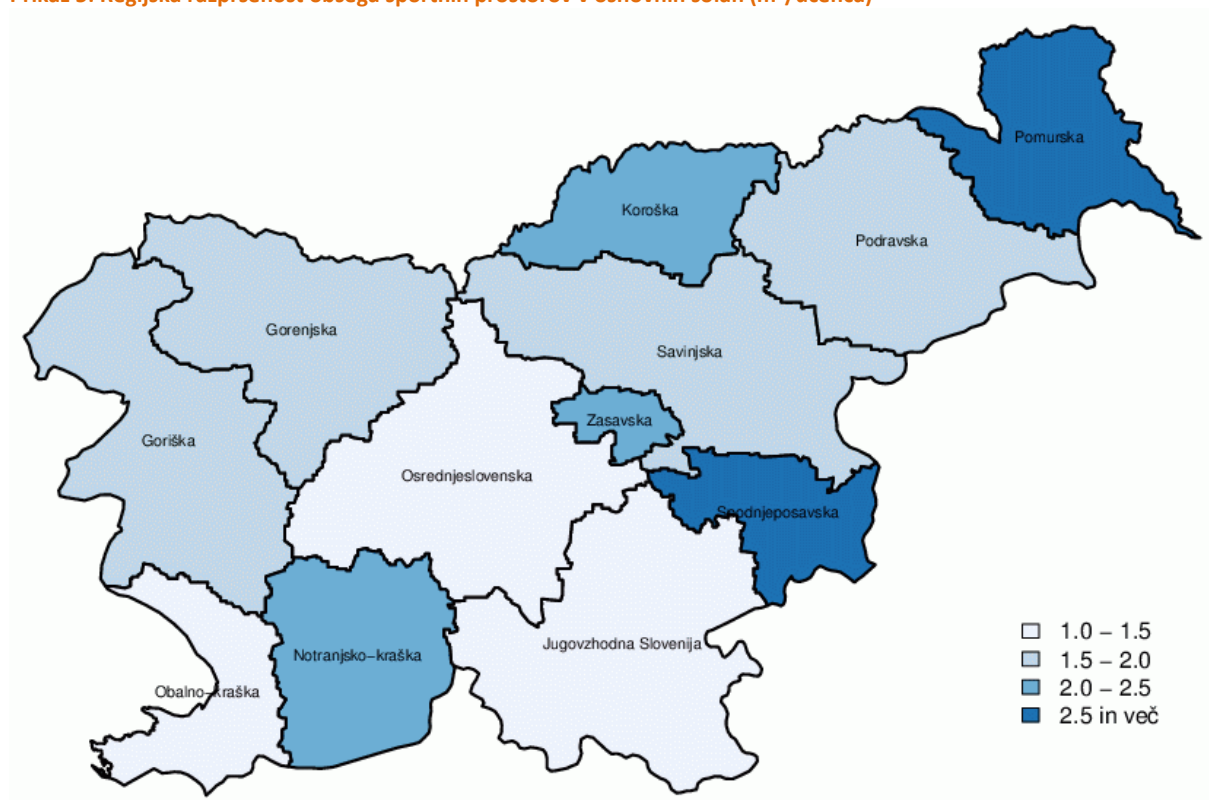 Pomurska
Koroška
Podravska
Gorenjska
Savinjska
Zasavska
Goriška
Osrednjeslovenska
Spodnjeposavska
Jugovzhodna Slovenija
Notranjsko-kraška
Obalno-kraška
1.0 – 1.5
1.5 – 2.0
2.0 – 2.5
2.5 in več